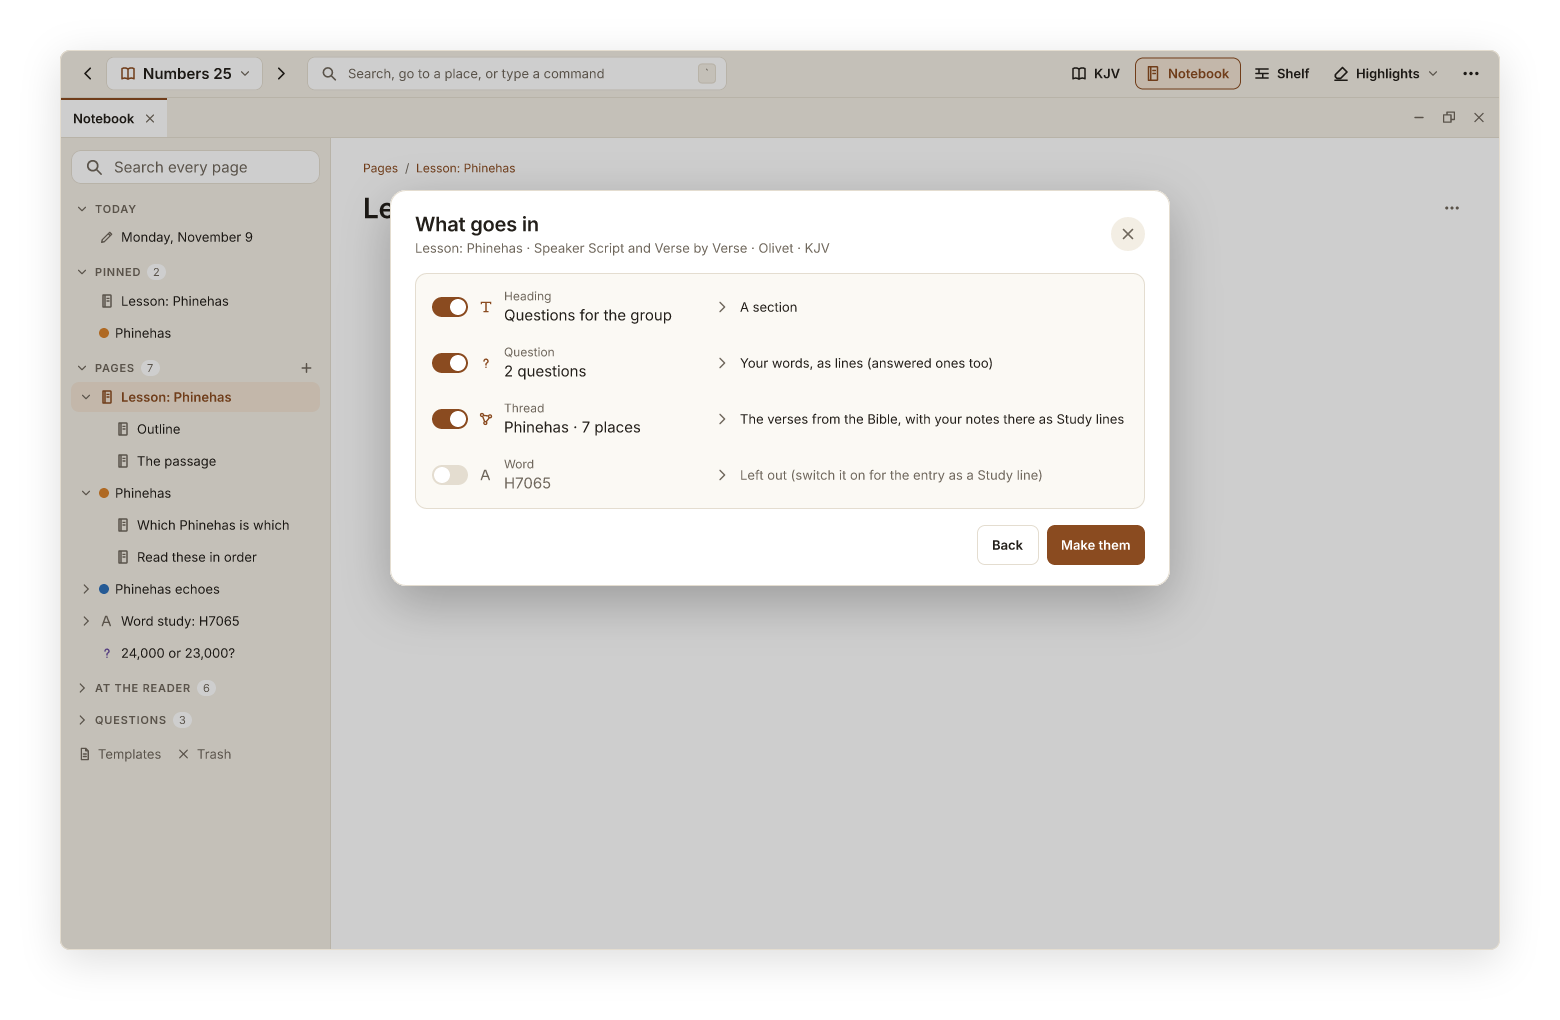 Numbers 25
Search, go to a place, or type a command
KJV
Notebook
Shelf
Highlights
Notebook
Search every page
TODAY
Monday, November 9
PINNED 2
Lesson: Phinehas
Phinehas
PAGES 7
Lesson: Phinehas
Outline
The passage
Phinehas
Which Phinehas is which
Read these in order
Phinehas echoes
A Word study: H7065
? 24,000 or 23,000?
AT THE READER 6
QUESTIONS 3
Templates
Trash
Pages / Lesson: Phinehas
Le
What goes in
Lesson: Phinehas · Speaker Script and Verse by Verse · Olivet · KJV
Heading
T Questions for the group
A section
Question
? 2 questions
Your words, as lines (answered ones too)
Thread
Phinehas · 7 places
The verses from the Bible, with your notes there as Study lines
Word
A H7065
Left out (switch it on for the entry as a Study line)
Back
Make them